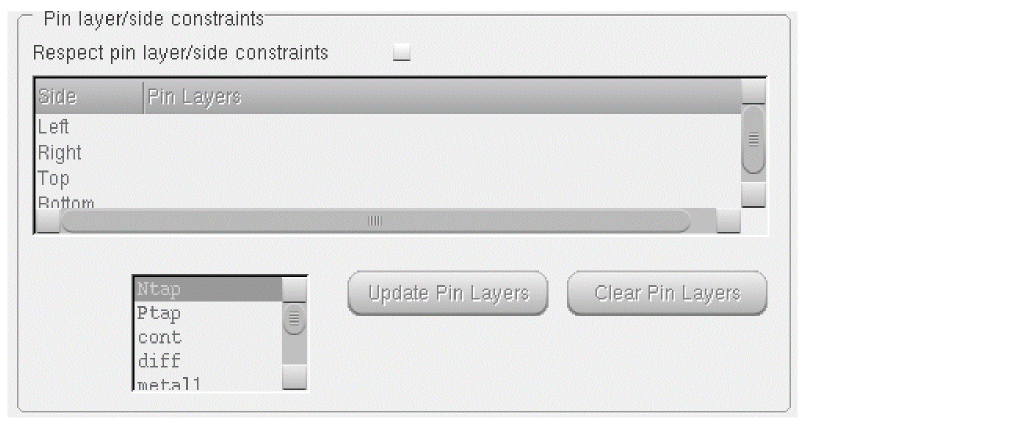 Pin layer/side constraints
Respect pin layer/side constraints
Side Pin Layers
Left
Right
Top
Bottom
Ntap
Update Pin Layers Clear Pin Layers
Ptap
cont
diff
metal1